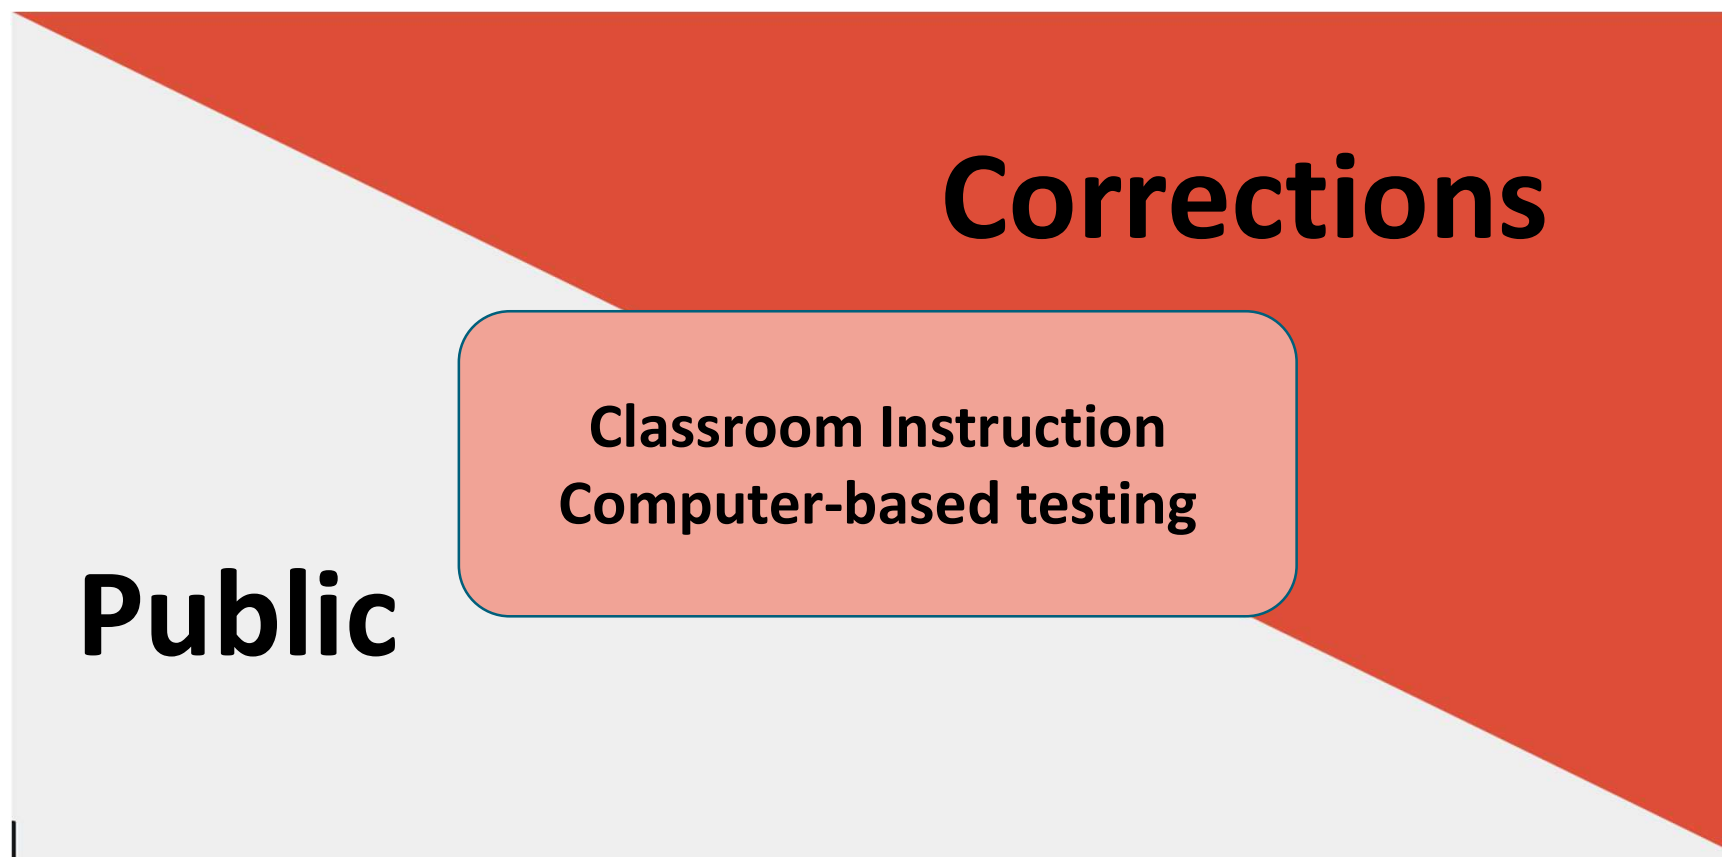 Corrections
Classroom Instruction
Computer-based testing
Public